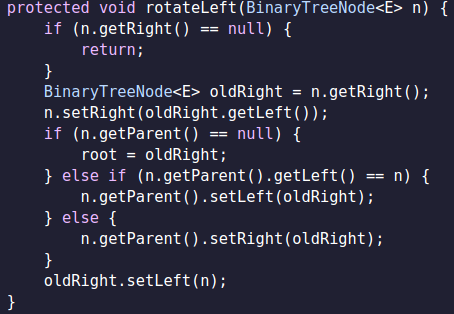 protected void rotateLeft(BinaryTreeNode<E> n) {
    if (n.getRight() == null) {
        return;
    }
    BinaryTreeNode<E> oldRight = n.getRight();
    n.setRight(oldRight.getLeft());
    if (n.getParent() == null) {
        root = oldRight;
    } else if (n.getParent().getLeft() == n) {
        n.getParent().setLeft(oldRight);
    } else {
        n.getParent().setRight(oldRight);
    }
    oldRight.setLeft(n);
}